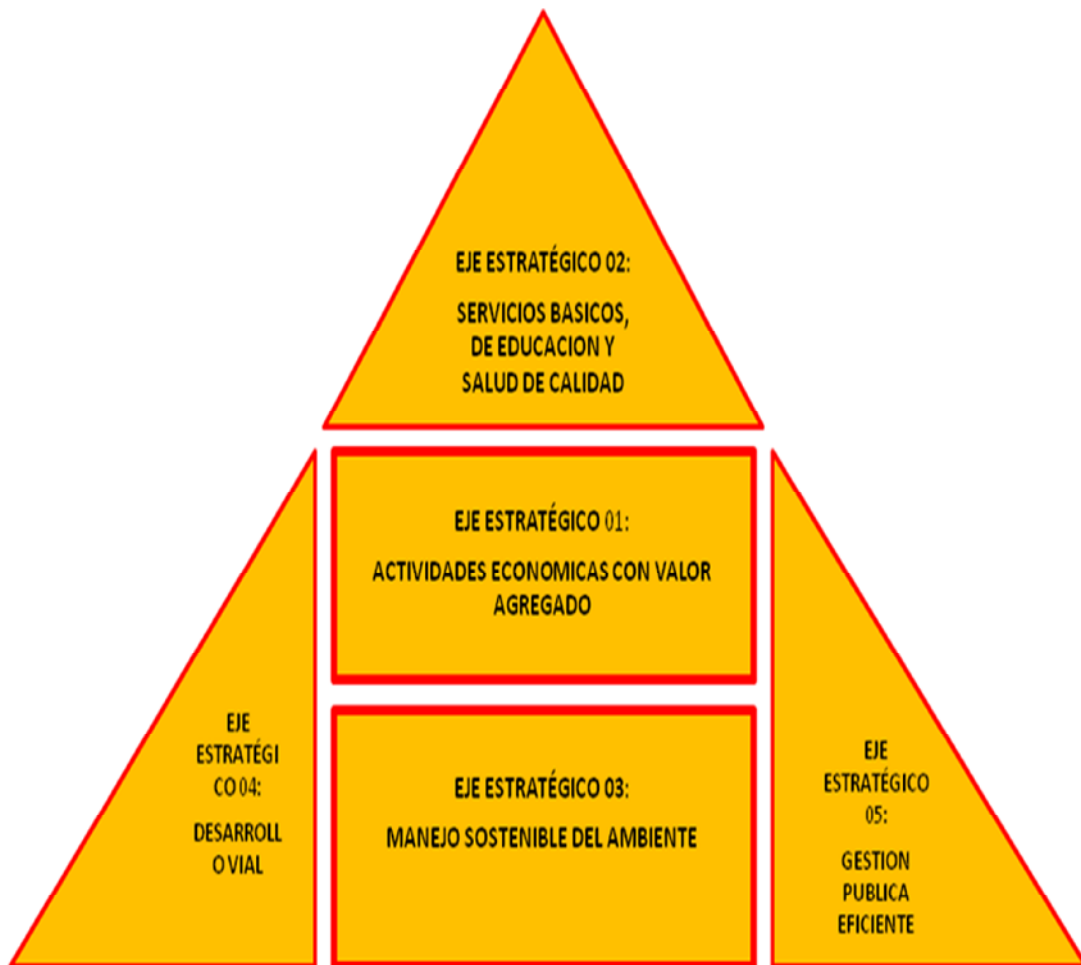 EJE ESTRATÉGICO 02:
SERVICIOS BASICOS,
DE EDUCACION Y
SALUD DE CALIDAD
EJE ESTRATÉGICO 01:
ACTIVIDADES ECONOMICAS CON VALOR
AGREGADO
EJE
ESTRATÉGI
CO 04:
DESARROLL
O VIAL
EJE ESTRATÉGICO 03:
MANEJO SOSTENIBLE DEL AMBIENTE
EJE
ESTRATÉGICO
05:
GESTION
PUBLICA
EFICIENTE